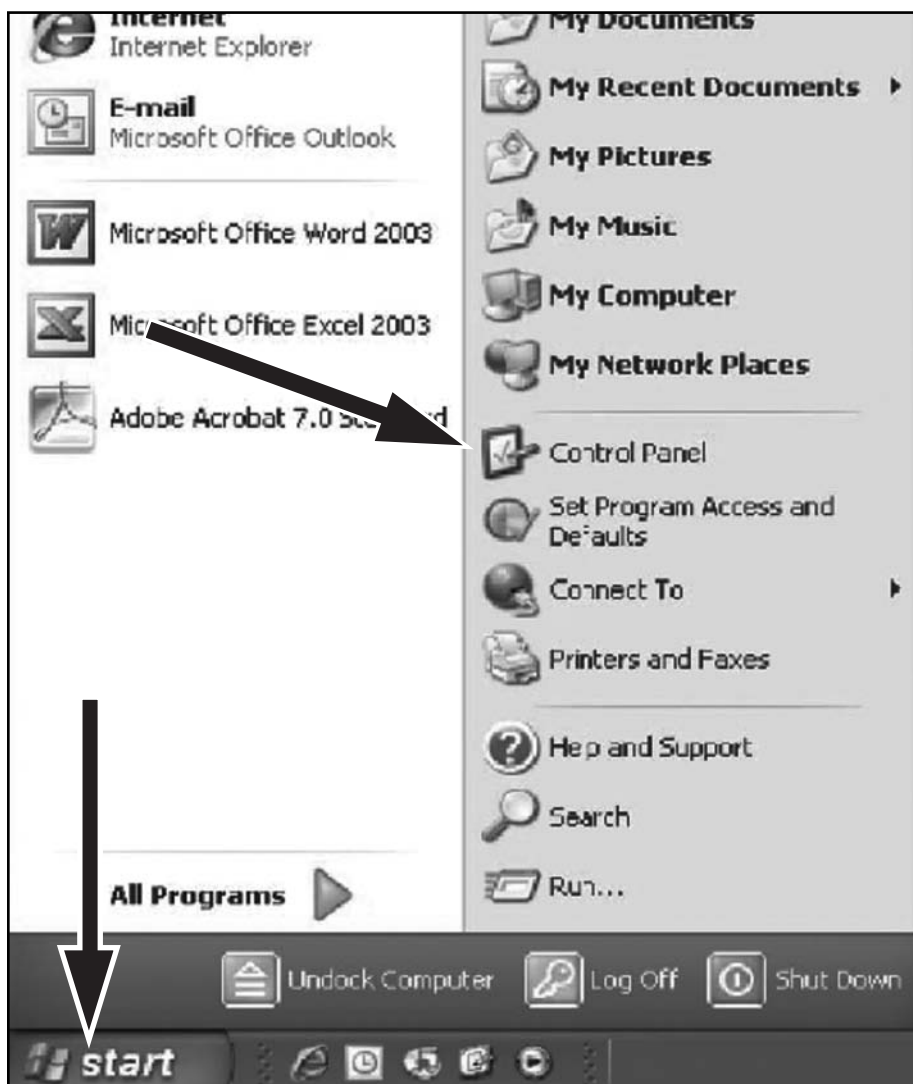 Internet
Internet Explorer
E-mail
Microsoft Office Outlook
Microsoft Office Word 2003
Microsoft Office Excel 2003
Adobe Acrobat 7.0
All Programs
My Documents
My Recent Documents
My Pictures
My Music
My Computer
My Network Places
Control Panel
Set Program Access and
Defaults
Connect To
Printers and Faxes
Help and Support
Search
Run...
Undock Computer
Log Off
Shut Down
start